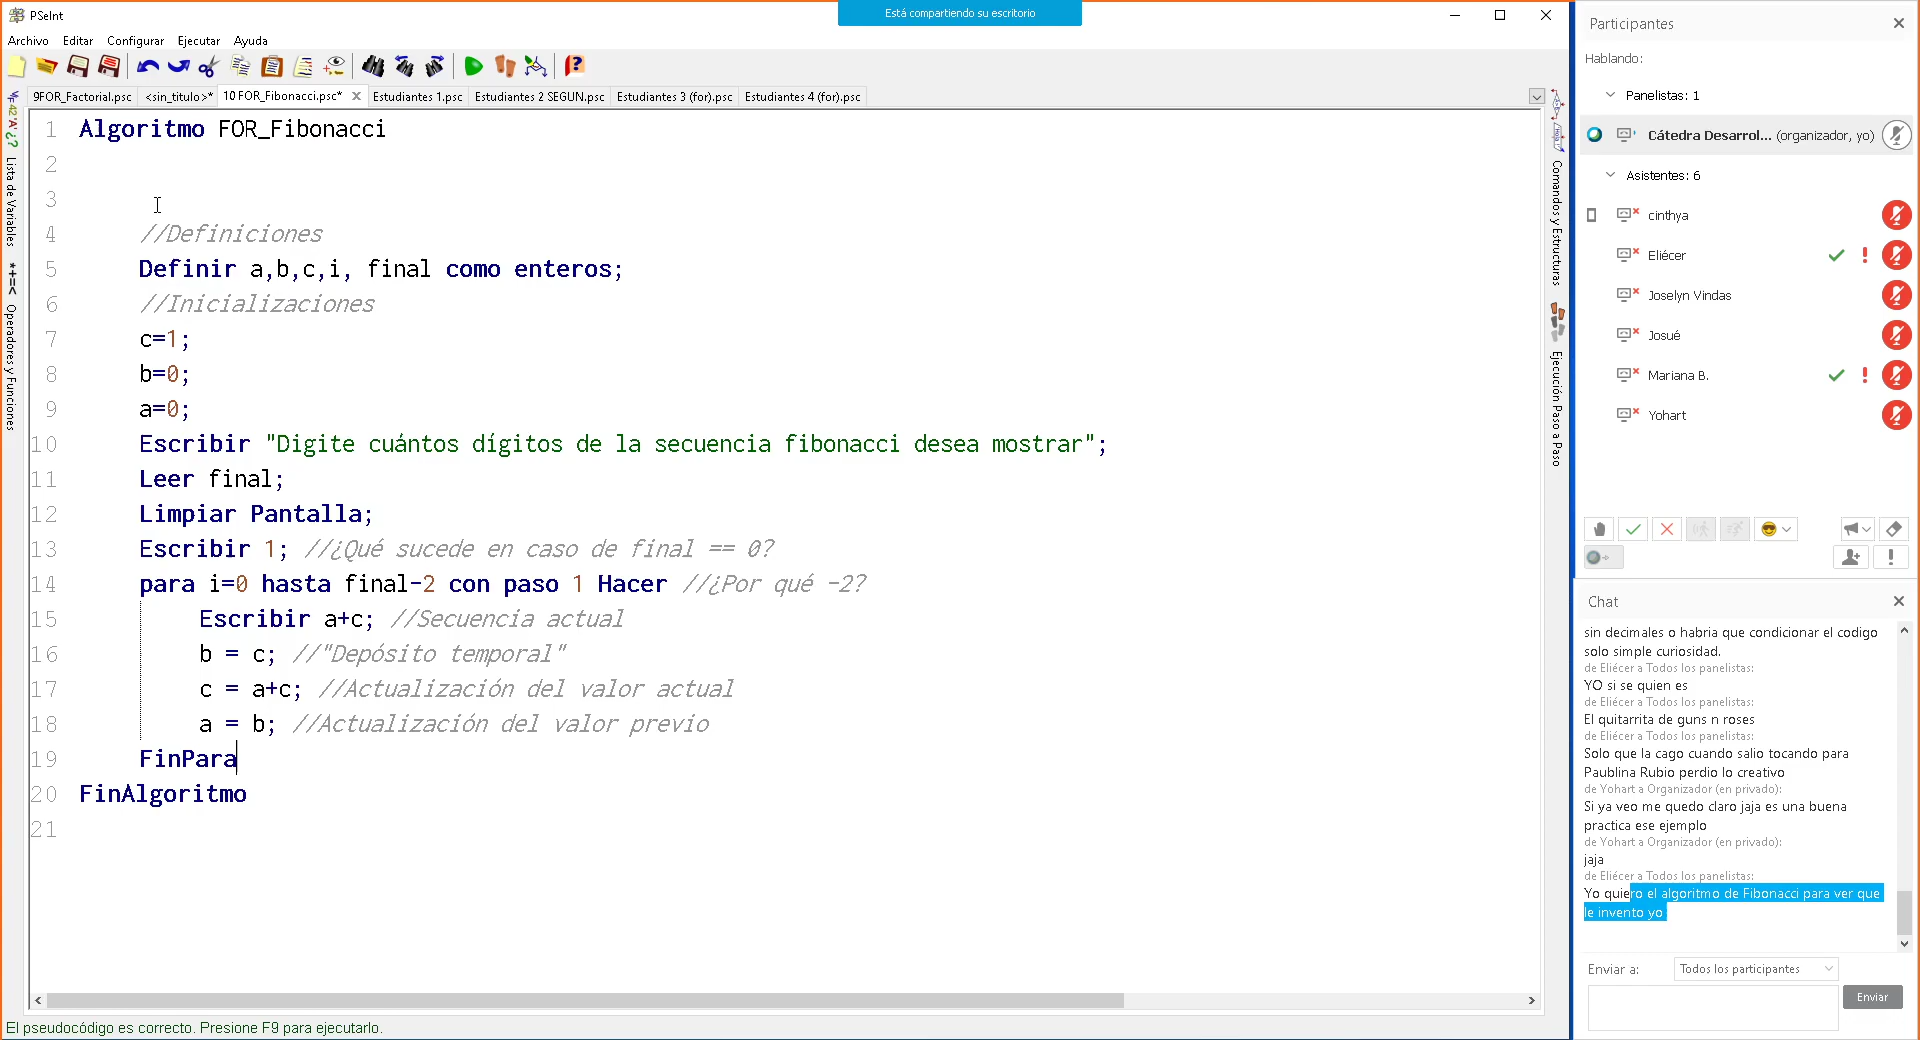 PSeInt
Está compartiendo su escritorio
Archivo Editar Configurar Ejecutar Ayuda
9FOR_Factorial.psc <sin_titulo>* 10 FOR_Fibonacci.psc* Estudiantes 1.psc Estudiantes 2 SEGUN.psc Estudiantes 3 (for).psc Estudiantes 4 (for).psc
Lista de Variables
Operadores y Funciones
1 Algoritmo FOR_Fibonacci
2
3
4 //Definiciones
5 Definir a,b,c,i, final como enteros;
6 //Inicializaciones
7 c=1;
8 b=0;
9 a=0;
10 Escribir "Digite cuántos dígitos de la secuencia fibonacci desea mostrar";
11 Leer final;
12 Limpiar Pantalla;
13 Escribir 1; //¿Qué sucede en caso de final == 0?
14 para i=0 hasta final-2 con paso 1 Hacer //¿Por qué -2?
15 Escribir a+c; //Secuencia actual
16 b = c; //"Depósito temporal"
17 c = a+c; //Actualización del valor actual
18 a = b; //Actualización del valor previo
19 FinPara
20 FinAlgoritmo
21
El pseudocódigo es correcto. Presione F9 para ejecutarlo.
Comandos y Estructuras
Ejecución Paso a Paso
Participantes
Hablando:
Panelistas: 1
Cátedra Desarrol... (organizador, yo)
Asistentes: 6
cinthya
Eliécer
Joselyn Vindas
Josué
Mariana B.
Yohart
Chat
sin decimales o habria que condicionar el codigo
solo simple curiosidad.
de Eliécer a Todos los panelistas:
YO si se quien es
de Eliécer a Todos los panelistas:
El quitarrita de guns n roses
de Eliécer a Todos los panelistas:
Solo que la cago cuando salio tocando para
Paublina Rubio perdio lo creativo
de Yohart a Organizador (en privado):
Si ya veo me quedo claro jaja es una buena
practica ese ejemplo
de Yohart a Organizador (en privado):
jaja
de Eliécer a Todos los panelistas:
Yo quiero el algoritmo de Fibonacci para ver que
le invento yo
Enviar a: Todos los participantes
Enviar